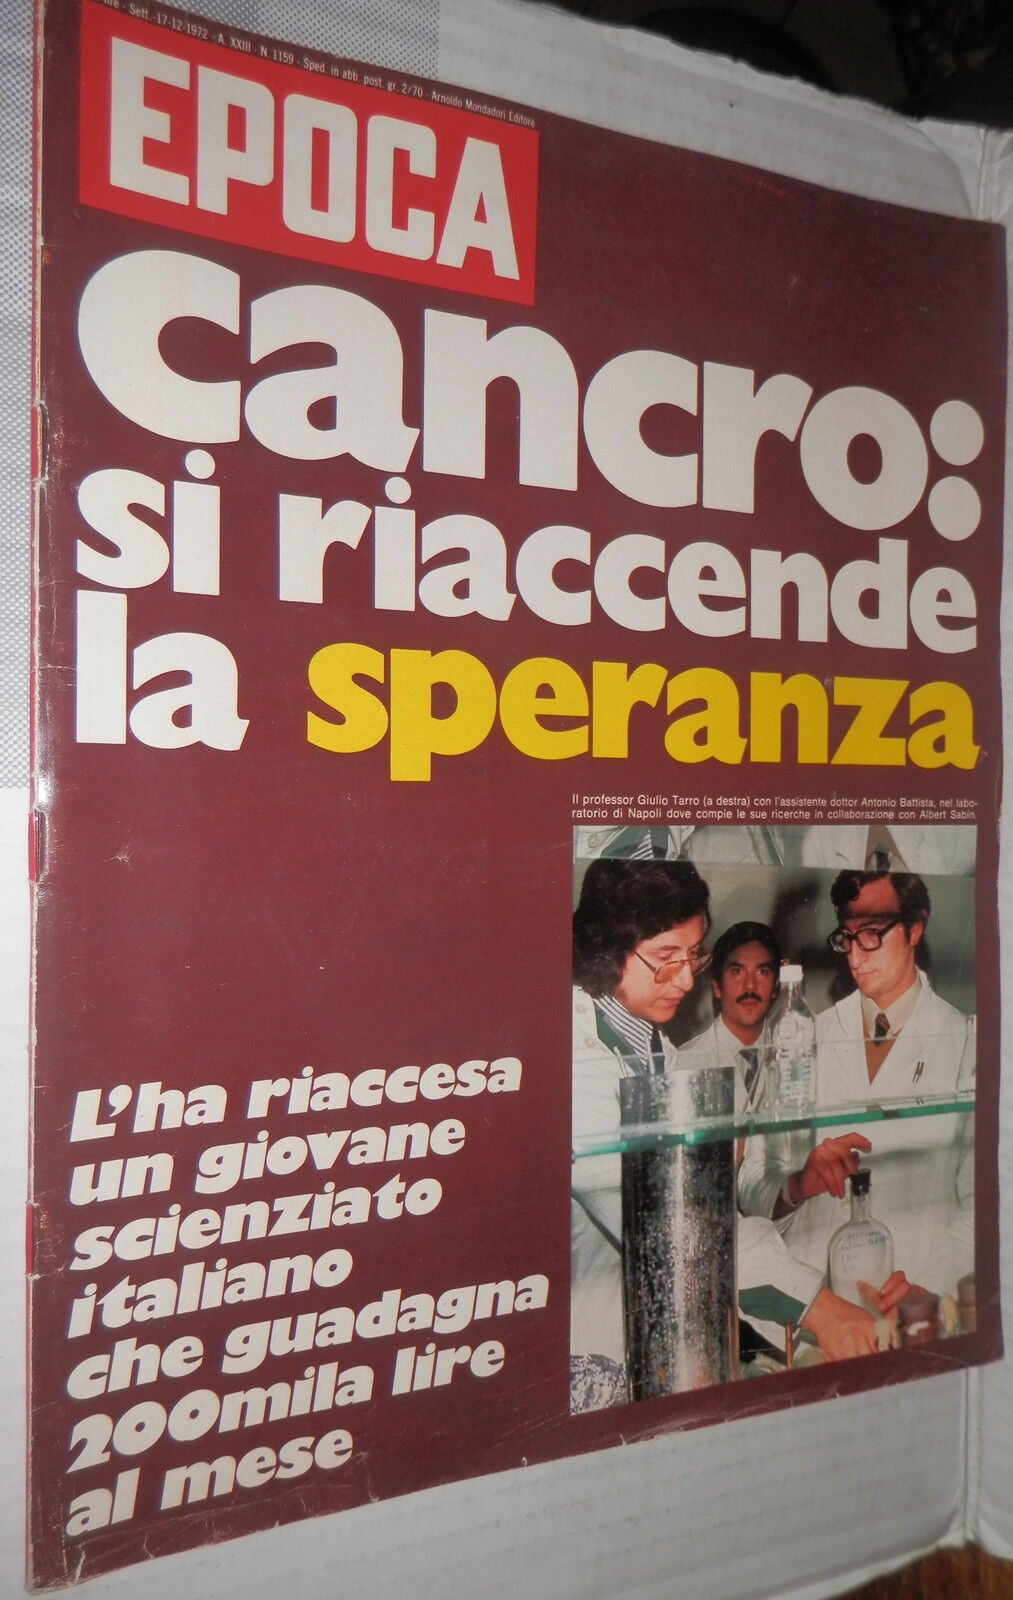 lire - Sett. -17-12-1972 - A. XXIII - N. 1159 - Sped. in abb. post. gr. 2/70 - Arnoldo Mondadori Editore
EPOCA
cancro:
si riaccende
la speranza
Il professor Giulio Tarro (a destra) con l'assistente dottor Antonio Battista, nel labo-
ratorio di Napoli dove compie le sue ricerche in collaborazione con Albert Sabin.
L'ha riaccesa
un giovane
scienziato
italiano
che guadagna
200mila lire
al mese